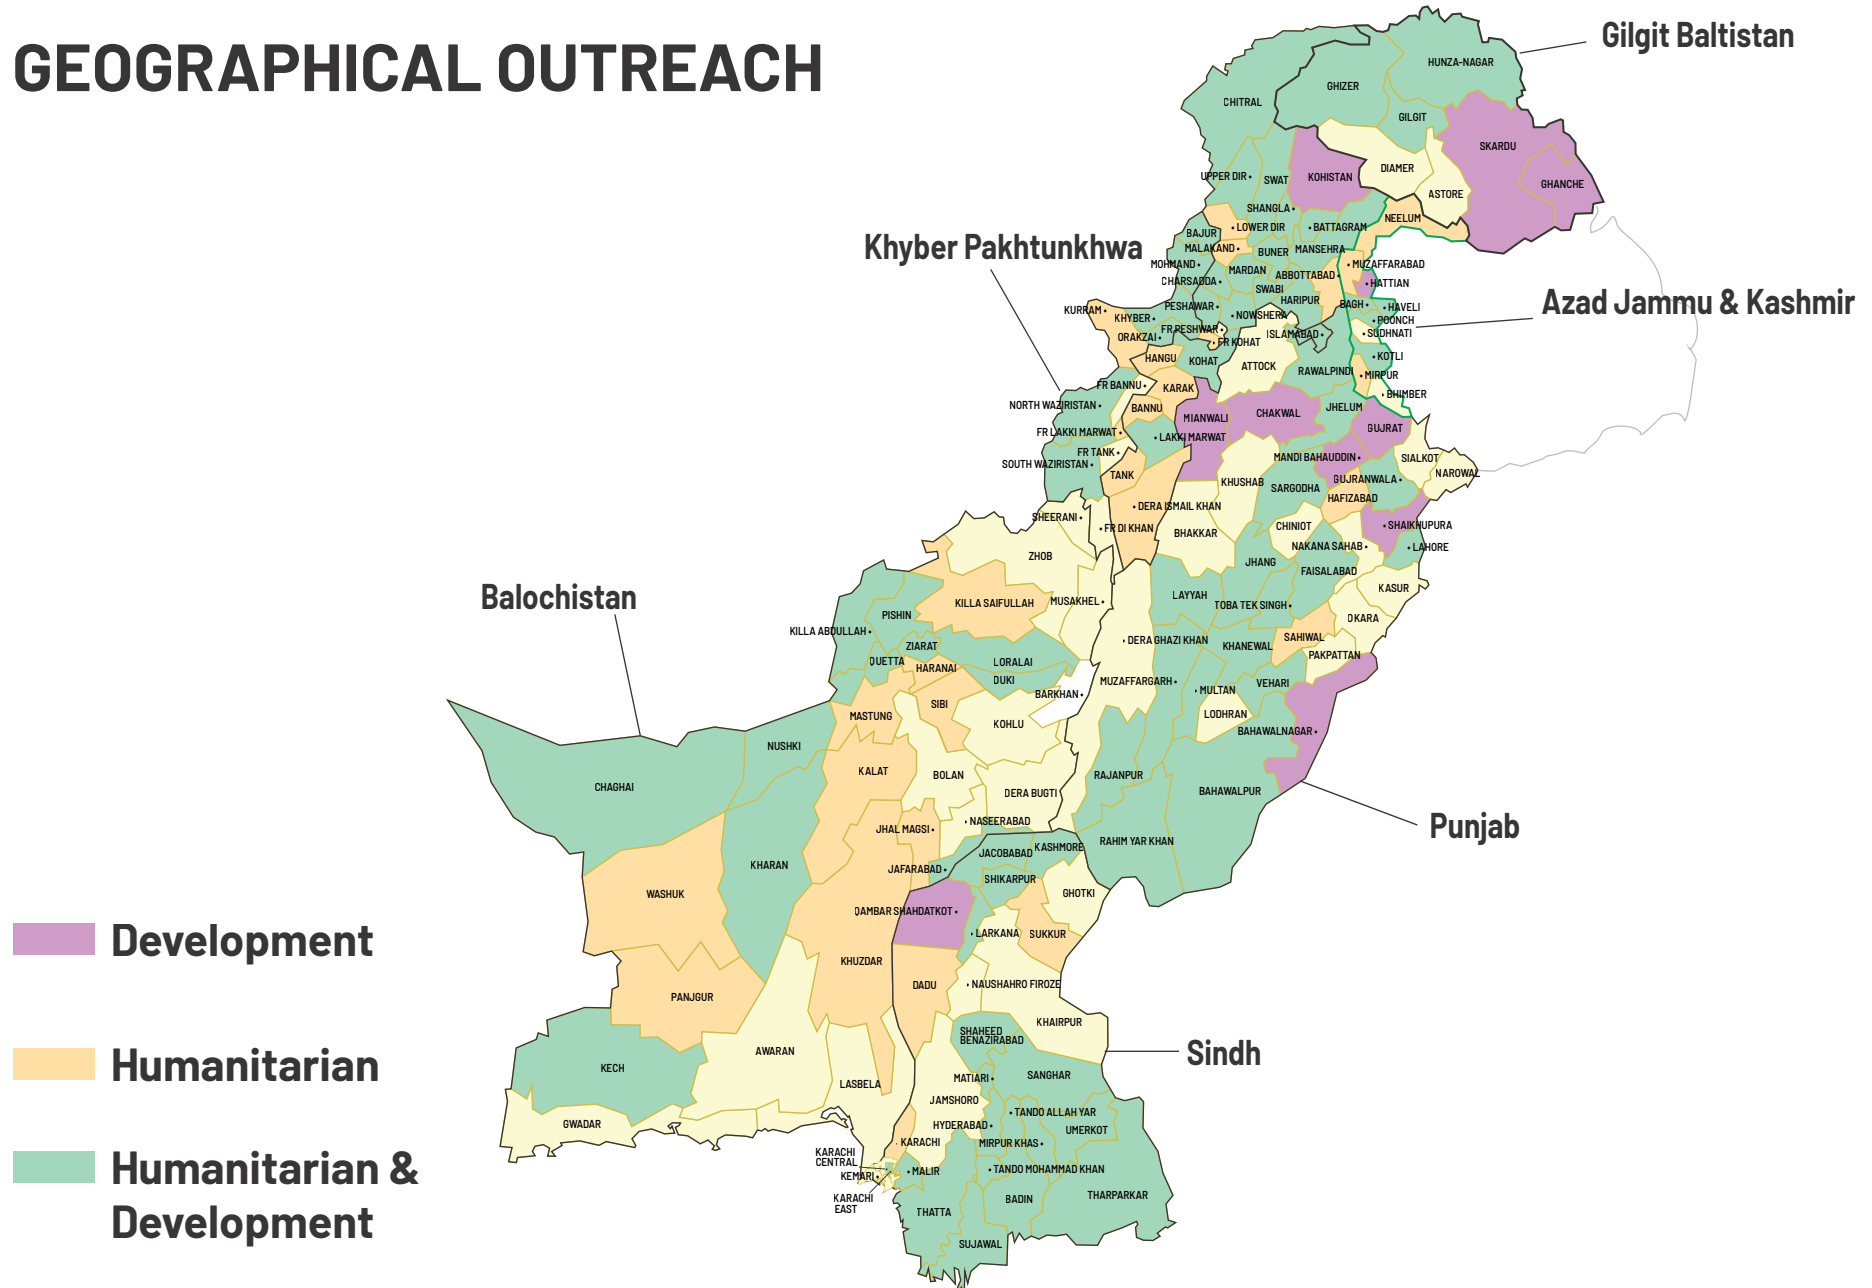 GEOGRAPHICAL OUTREACH
Gilgit Baltistan
Khyber Pakhtunkhwa
Azad Jammu & Kashmir
Balochistan
Punjab
Sindh
HUNZA-NAGAR
GHIZER
CHITRAL
GILGIT
SKARDU
DIAMER
GHANCHE
ASTORE
UPPER DIR
SWAT
KOHISTAN
SHANGLA
NEELUM
LOWER DIR
BATTAGRAM
BAJUR
MALAKAND
BUNER
MANSEHRA
MOHMAND
MARDAN
ABBOTTABAD
MUZAFFARABAD
CHARSADDA
SWABI
HATTIAN
HARIPUR
BAGH
HAVELI
KURRAM
KHYBER
PESHAWAR
NOWSHERA
POONCH
FR PESHWAR
ISLAMABAD
SUDHNATI
ORAKZAI
FR KOHAT
HANGU
KOHAT
ATTOCK
KOTLI
RAWALPINDI
MIRPUR
FR BANNU
KARAK
BHIMBER
NORTH WAZIRISTAN
BANNU
MIANWALI
CHAKWAL
JHELUM
FR LAKKI MARWAT
LAKKI MARWAT
GUJRAT
FR TANK
MANDI BAHAUDDIN
SIALKOT
SOUTH WAZIRISTAN
TANK
NAROWAL
KHUSHAB
SARGODHA
GUJRANWALA
HAFIZABAD
DERA ISMAIL KHAN
SHEERANI
FR DI KHAN
BHAKKAR
CHINIOT
SHAIKHUPURA
NAKANA SAHAB
LAHORE
ZHOB
JHANG
FAISALABAD
KASUR
LAYYAH
TOBA TEK SINGH
KILLA SAIFULLAH
MUSAKHEL
PISHIN
OKARA
KILLA ABDULLAH
ZIARAT
DERA GHAZI KHAN
KHANEWAL
SAHIWAL
PAKPATTAN
QUETTA
HARANAI
LORALAI
DUKI
MUZAFFARGARH
MULTAN
VEHARI
BARKHAN
SIBI
MASTUNG
KOHLU
LODHRAN
BAHAWALNAGAR
NUSHKI
KALAT
BOLAN
RAJANPUR
CHAGHAI
DERA BUGTI
BAHAWALPUR
JHAL MAGSI
NASEERABAD
RAHIM YAR KHAN
JACOBABAD
KASHMORE
KHARAN
JAFARABAD
SHIKARPUR
WASHUK
GHOTKI
QAMBAR SHAHDATKOT
LARKANA
SUKKUR
KHUZDAR
DADU
NAUSHAHRO FIROZE
PANJGUR
KHAIRPUR
SHAHEED
BENAZIRABAD
AWARAN
KECH
LASBELA
MATIARI
SANGHAR
JAMSHORO
TANDO ALLAH YAR
GWADAR
HYDERABAD
UMERKOT
KARACHI
MIRPUR KHAS
KARACHI
CENTRAL
KEMARI
MALIR
TANDO MOHAMMAD KHAN
KARACHI
EAST
BADIN
THARPARKAR
THATTA
SUJAWAL
Development
Humanitarian
Humanitarian &
Development